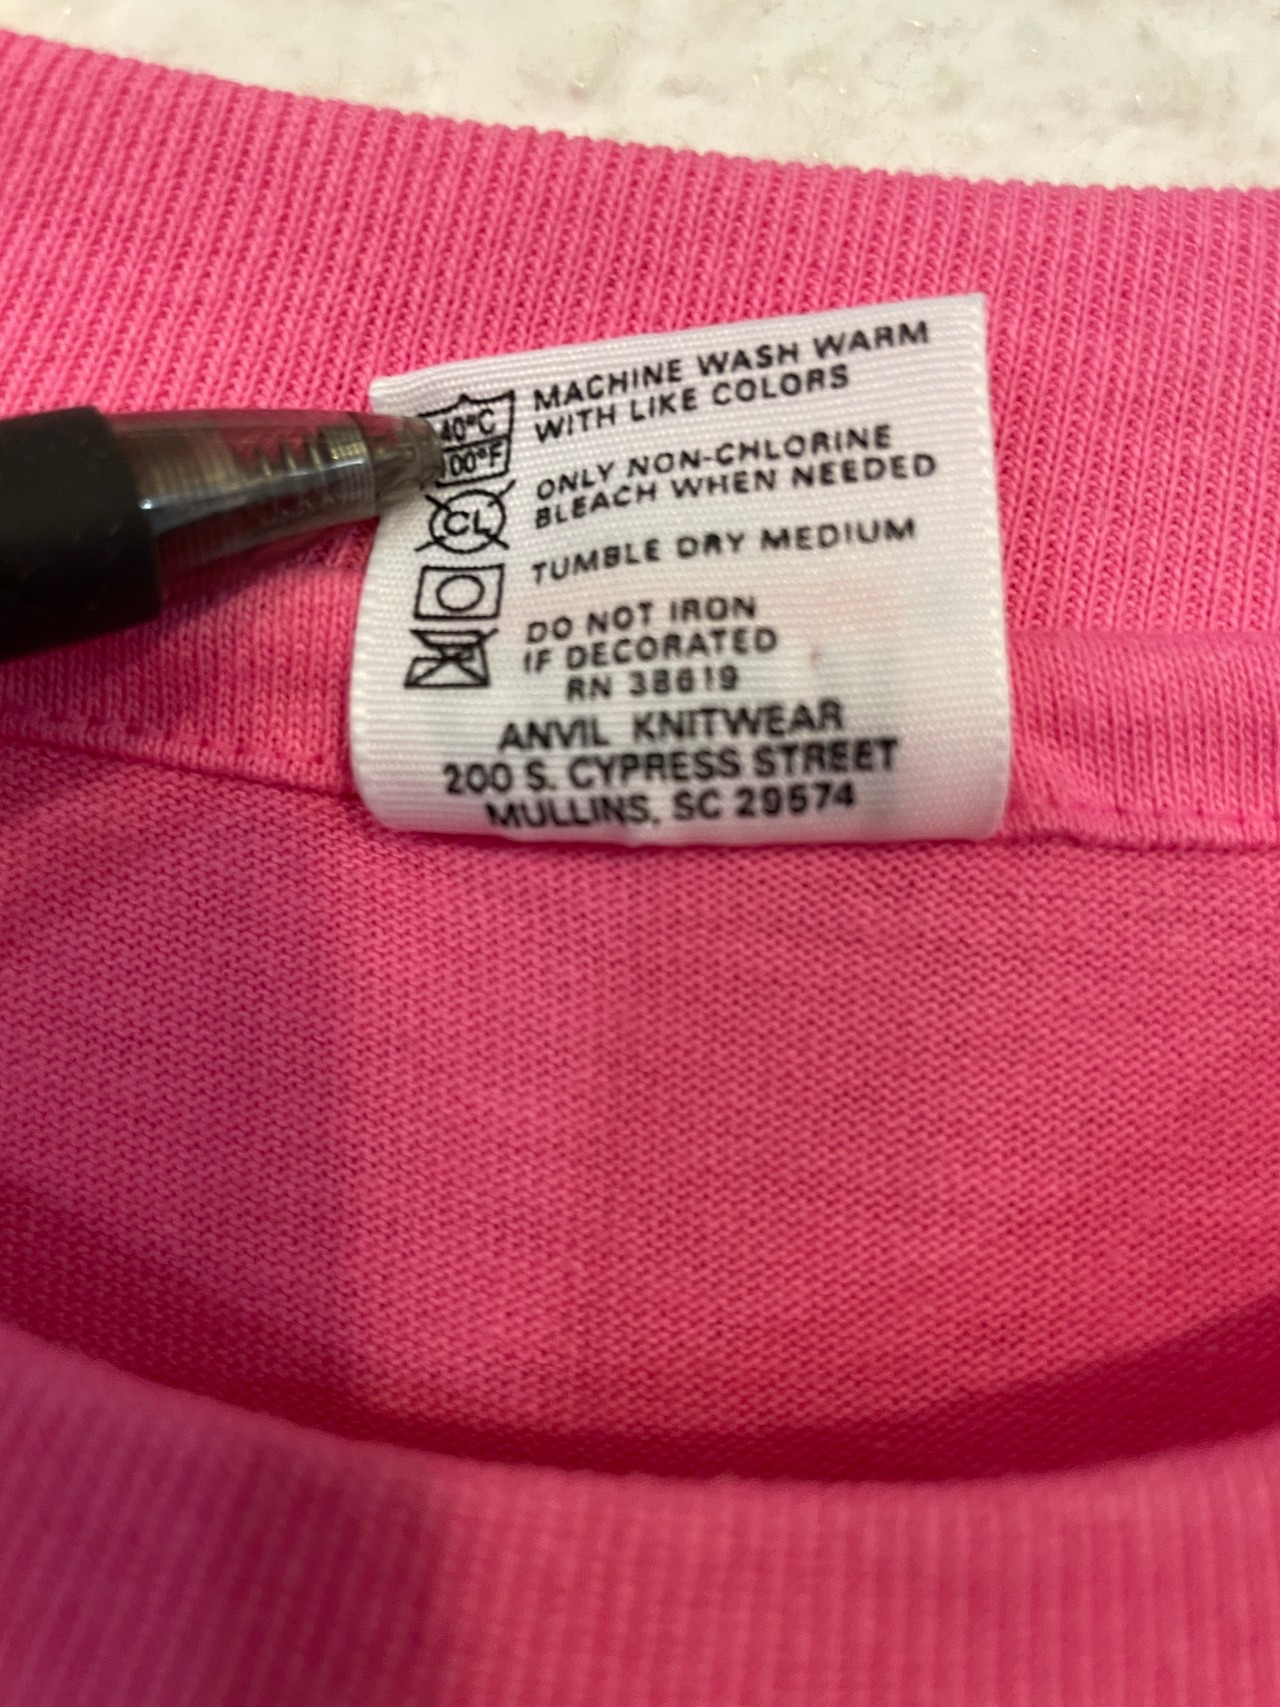 MACHINE WASH WARM
WITH LIKE COLORS
40°C
00°F
ONLY NON-CHLORINE
BLEACH WHEN NEEDED
CL
TUMBLE DRY MEDIUM
DO NOT IRON
IF DECORATED
RN 38619
ANVIL KNITWEAR
200 S. CYPRESS STREET
MULLINS, SC 29574